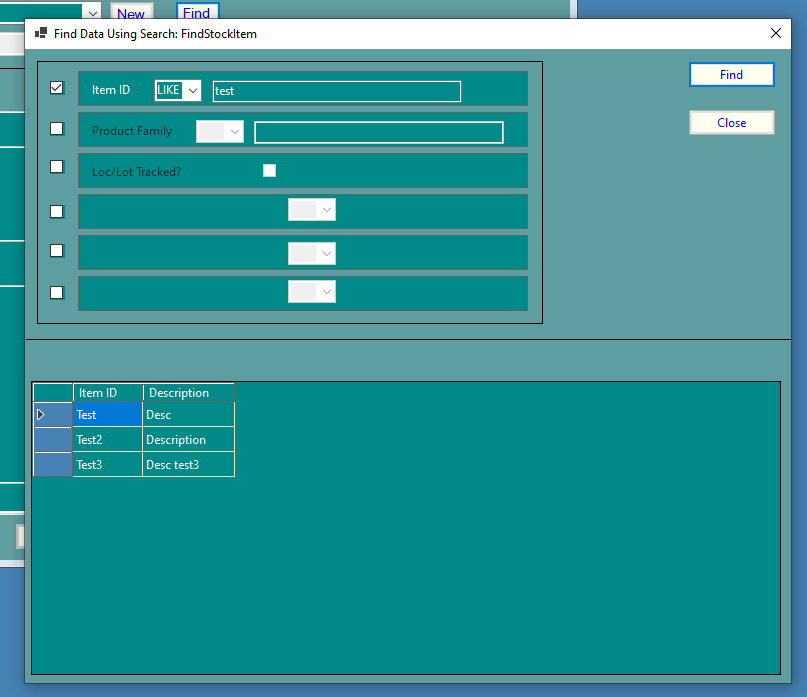 New
Find
Find Data Using Search: FindStockItem
Item ID LIKE test
Find
Product Family
Close
Loc/Lot Tracked?
Item ID Description
Test Desc
Test2 Description
Test3 Desc test3